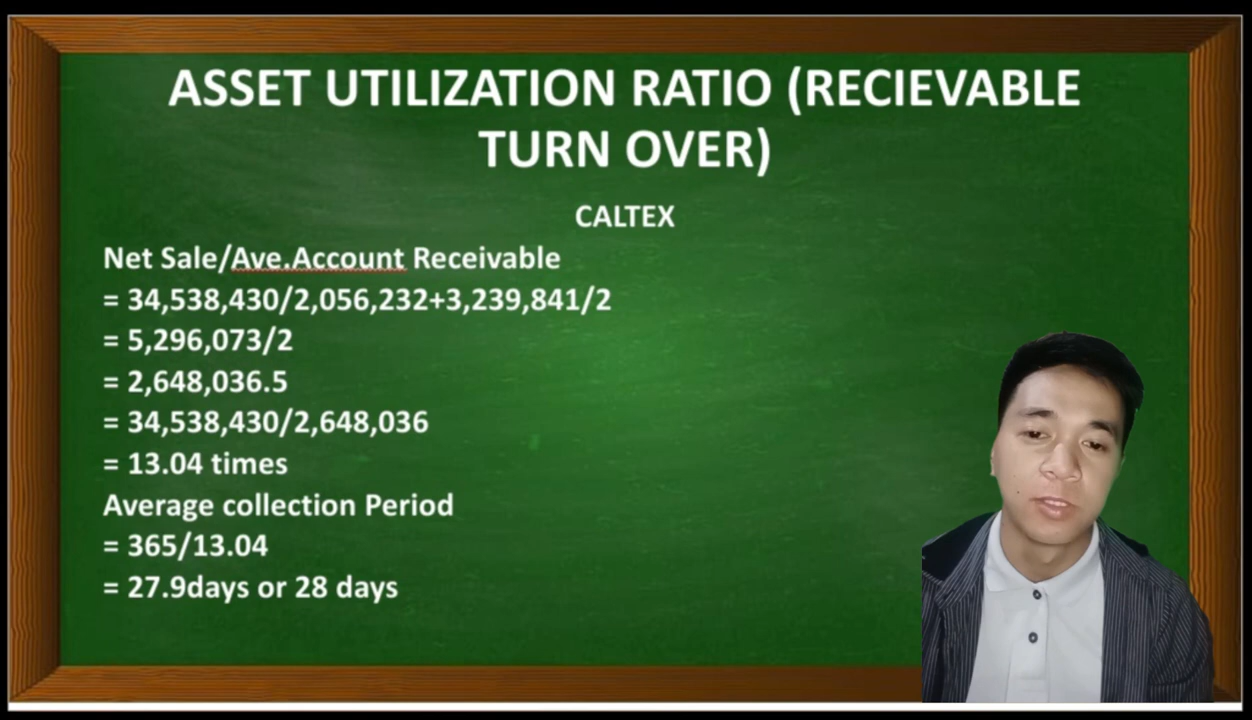 ASSET UTILIZATION RATIO (RECIEVABLE
TURN OVER)
CALTEX
Net Sale/Ave.Account Receivable
= 34,538,430/2,056,232+3,239,841/2
= 5,296,073/2
= 2,648,036.5
= 34,538,430/2,648,036
= 13.04 times
Average collection Period
= 365/13.04
= 27.9days or 28 days